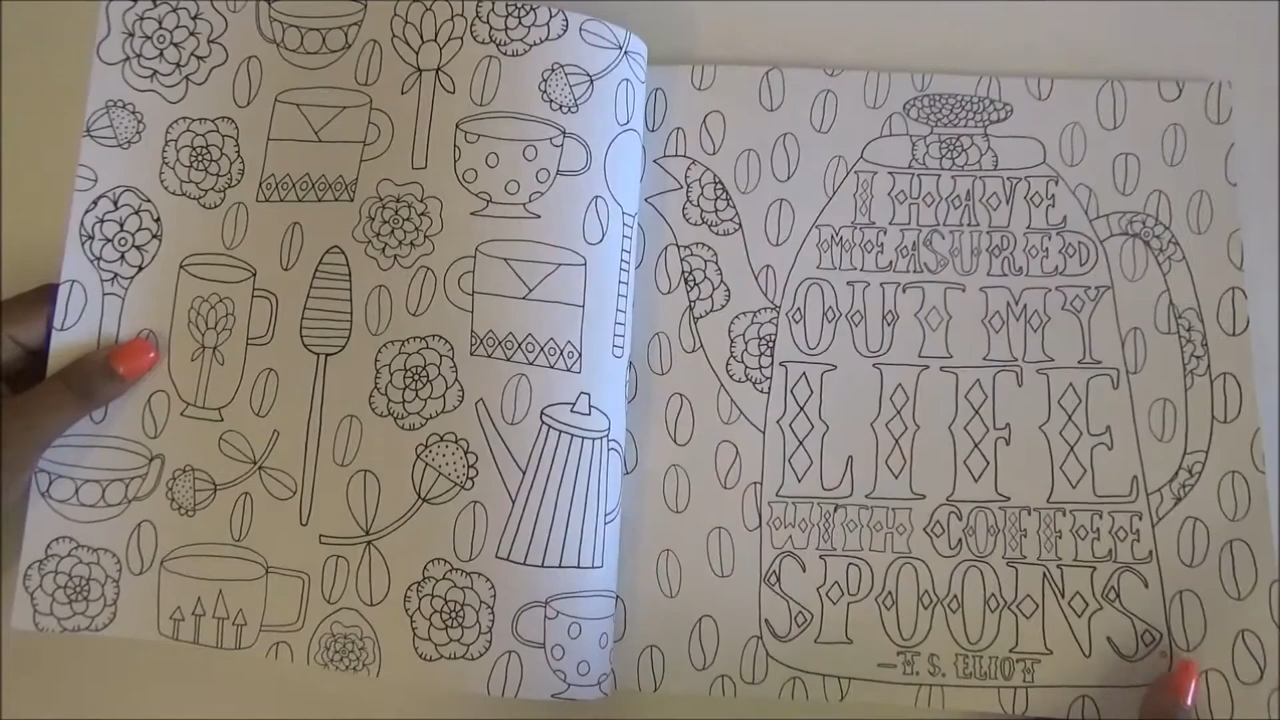 I HAVE
MEASURED
OUT MY
LIFE
WITH COFFEE
SPOONS
—T. S. ELIOT